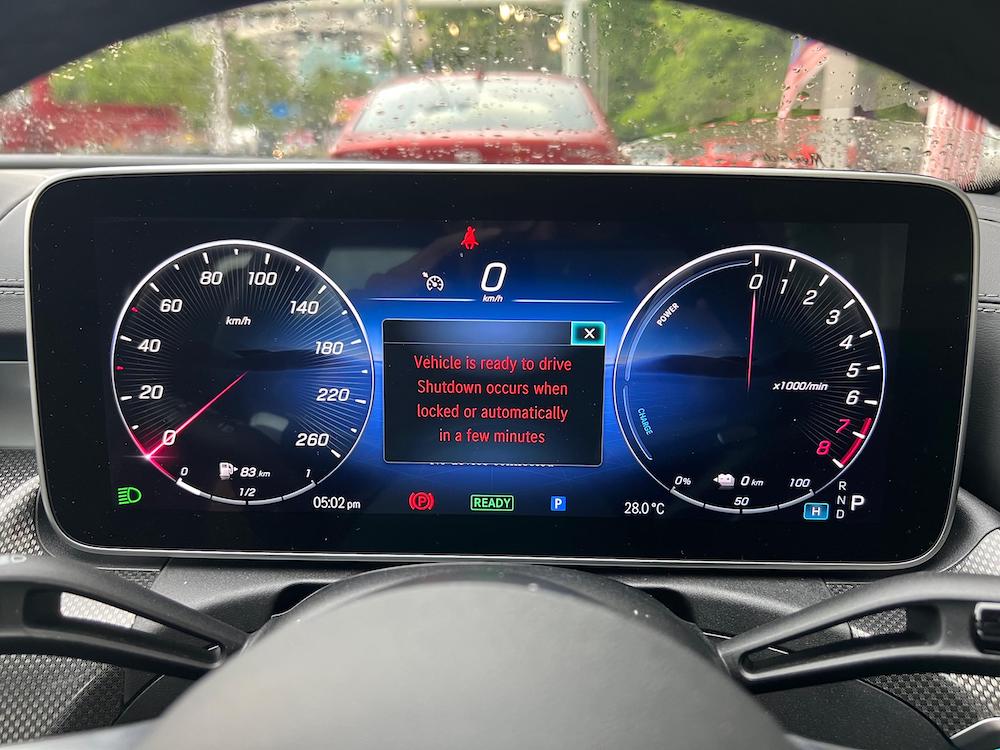 0
km/h
Vehicle is ready to drive
Shutdown occurs when
locked or automatically
in a few minutes
0
20
40
60
80
100
140
180
220
260
km/h
0
1/2
1
83 km
05:02 pm
READY
P
28.0°C
POWER
CHARGE
0
1
2
3
4
5
6
7
8
x1000/min
0%
50
100
0 km
H
R
N
D
P